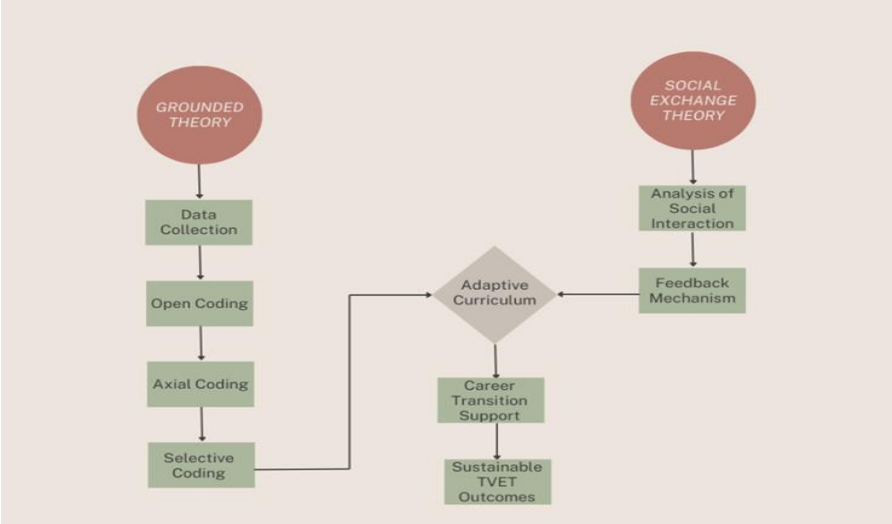 GROUNDED
THEORY
Data
Collection
Open Coding
Axial Coding
Selective
Coding
SOCIAL
EXCHANGE
THEORY
Analysis of
Social
Interaction
Feedback
Mechanism
Adaptive
Curriculum
Career
Transition
Support
Sustainable
TVET
Outcomes